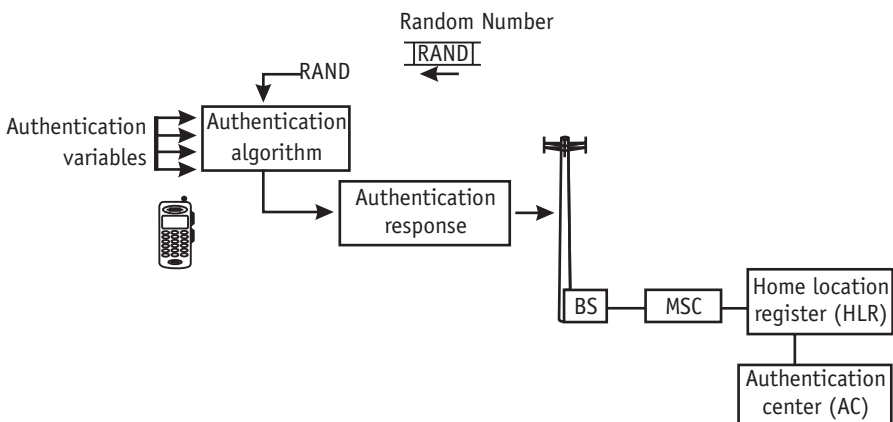 Random Number
RAND
RAND
Authentication
variables
Authentication
algorithm
Authentication
response
BS
MSC
Home location
register (HLR)
Authentication
center (AC)